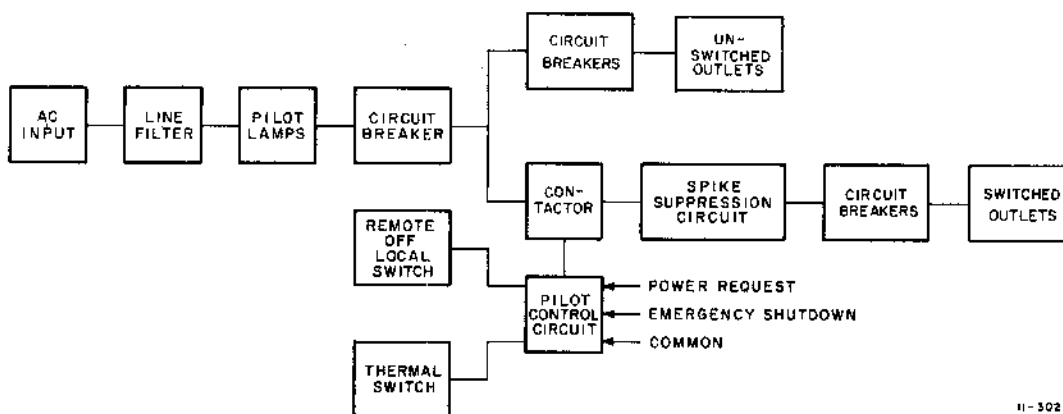 CIRCUIT
BREAKERS
UN-
SWITCHED
OUTLETS
AC
INPUT
LINE
FILTER
PILOT
LAMPS
CIRCUIT
BREAKER
CON-
TACTOR
SPIKE
SUPPRESSION
CIRCUIT
CIRCUIT
BREAKERS
SWITCHED
OUTLETS
REMOTE
OFF
LOCAL
SWITCH
PILOT
CONTROL
CIRCUIT
POWER REQUEST
EMERGENCY SHUTDOWN
COMMON
THERMAL
SWITCH
11-302